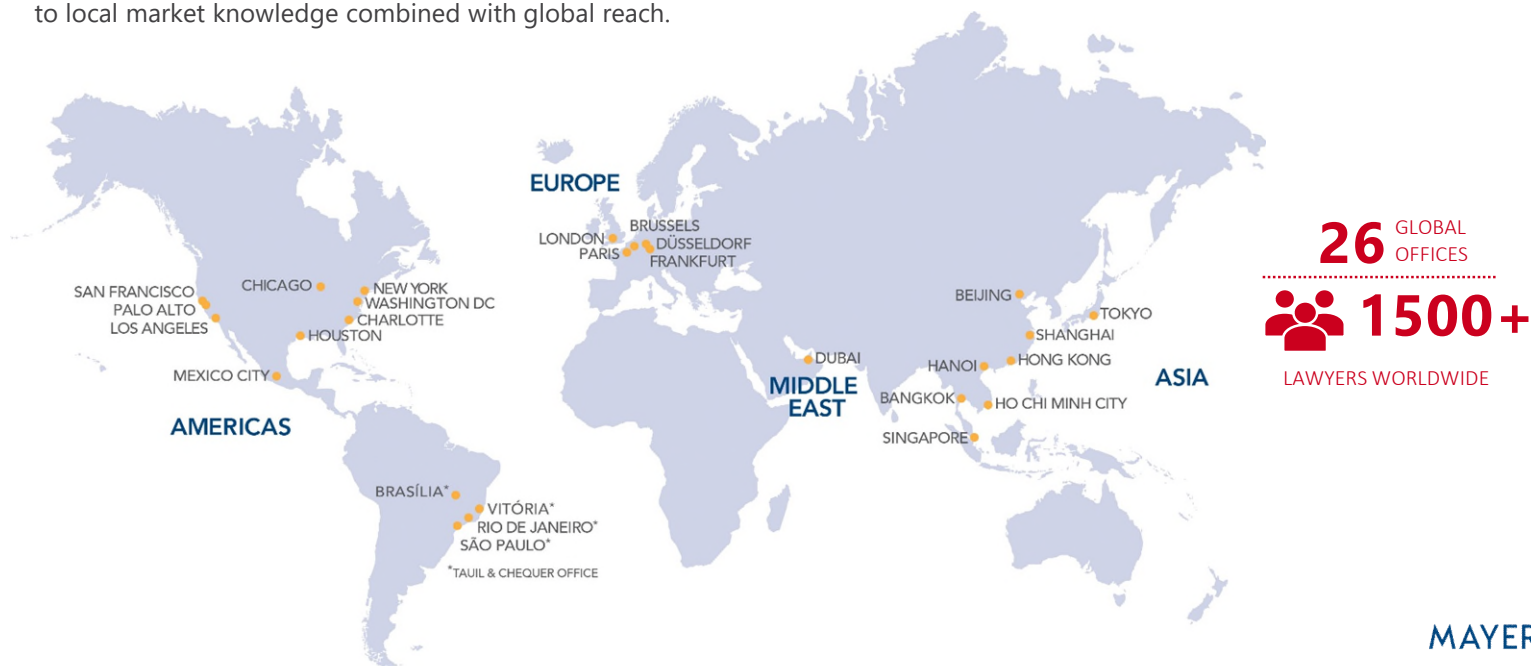 to local market knowledge combined with global reach.
EUROPE
BRUSSELS
LONDON
DÜSSELDORF
PARIS
FRANKFURT
SAN FRANCISCO
CHICAGO
NEW YORK
PALO ALTO
WASHINGTON DC
LOS ANGELES
CHARLOTTE
HOUSTON
MEXICO CITY
AMERICAS
BRASÍLIA*
VITÓRIA*
RIO DE JANEIRO*
SÃO PAULO*
*TAUIL & CHEQUER OFFICE
DUBAI
MIDDLE
EAST
BEIJING
TOKYO
SHANGHAI
HANOI
HONG KONG
BANGKOK
HO CHI MINH CITY
SINGAPORE
ASIA
26 GLOBAL
OFFICES
1500+
LAWYERS WORLDWIDE
MAYER